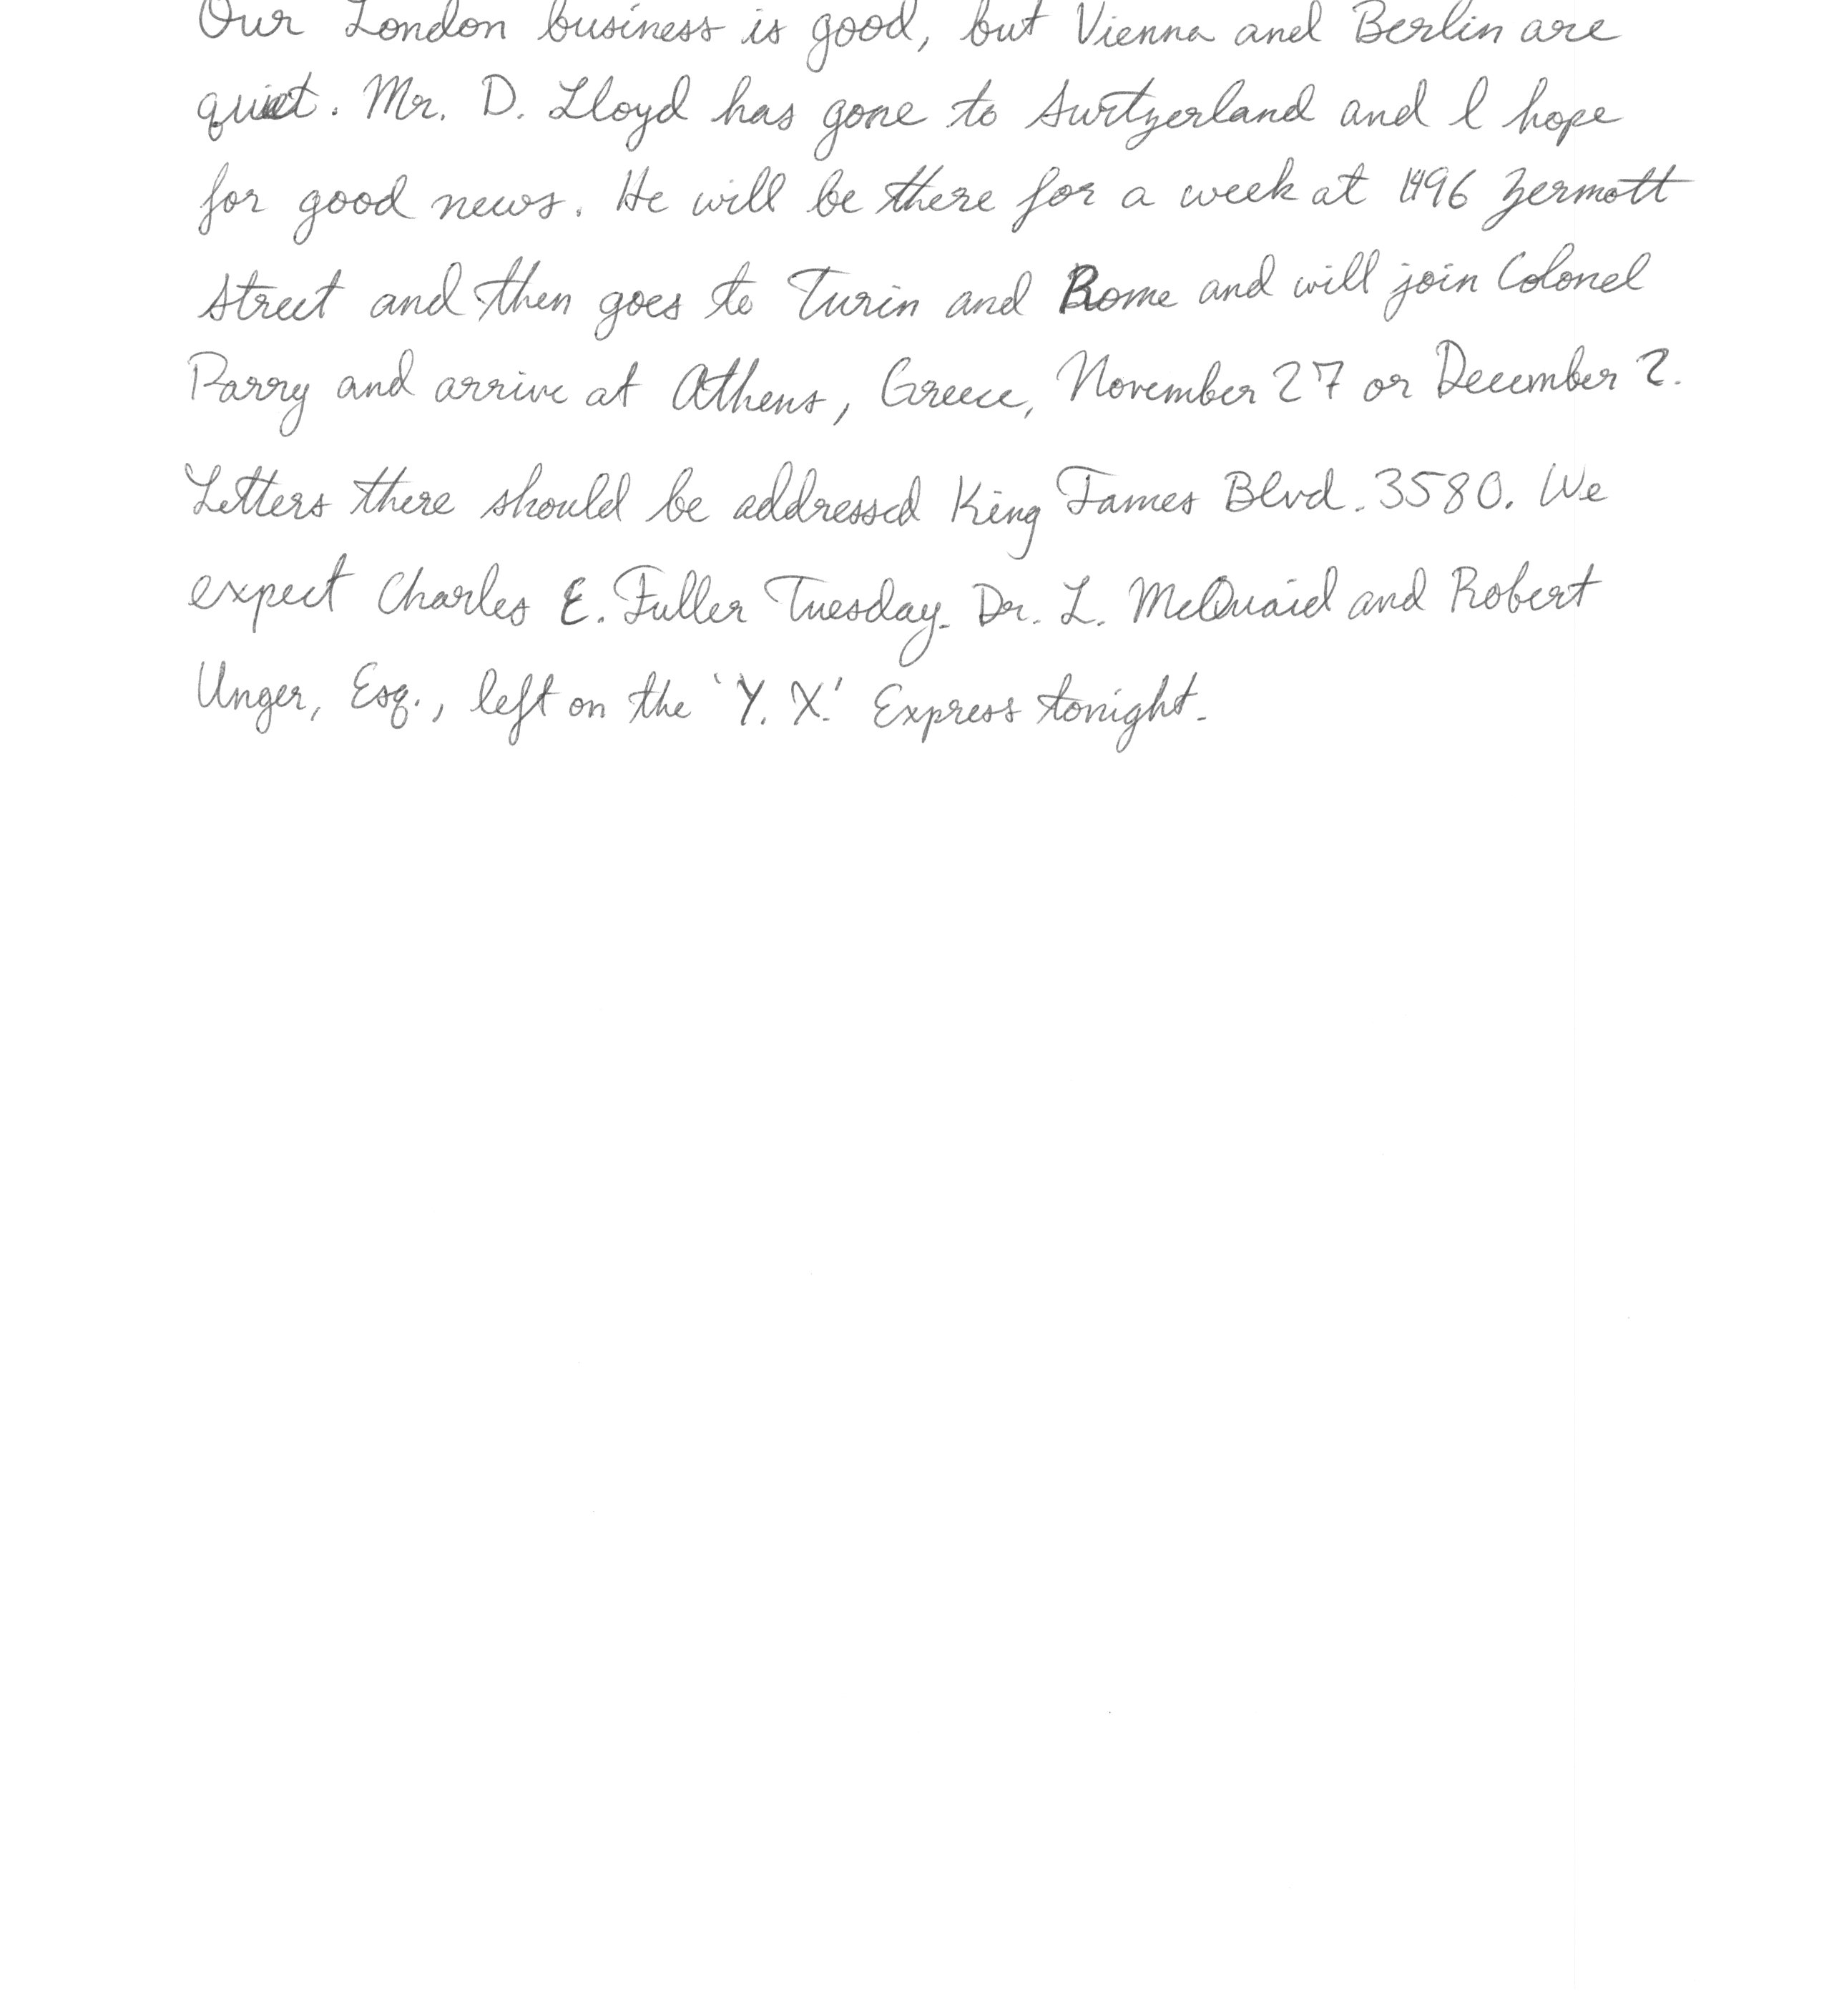 Our London business is good, but Vienna and Berlin are
quiet. Mr. D. Lloyd has gone to Switzerland and I hope
for good news. He will be there for a week at 1496 Zermott
Street and then goes to Turin and Rome and will join Colonel
Parry and arrive at Athens, Greece, November 27 or December 2.
Letters there should be addressed King James Blvd. 3580. We
expect Charles E. Fuller Tuesday. Dr. L. McQuaid and Robert
Unger, Esq., left on the 'Y. X.' Express tonight.